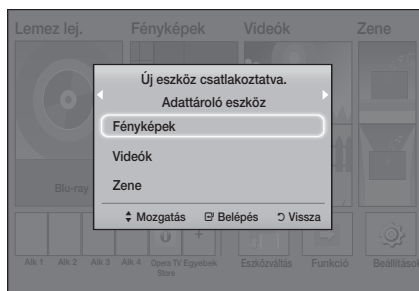 Lemez lej. Fényképek Videók Zene
Új eszköz csatlakoztatva.
Adattároló eszköz
Fényképek
Videók
Zene
Mozgatás Belépés Vissza
Blu-ray
Alk 1 Alk 2 Alk 3 Alk 4 Opera TV Store Egyebek Eszközváltás Funkció Beállítások